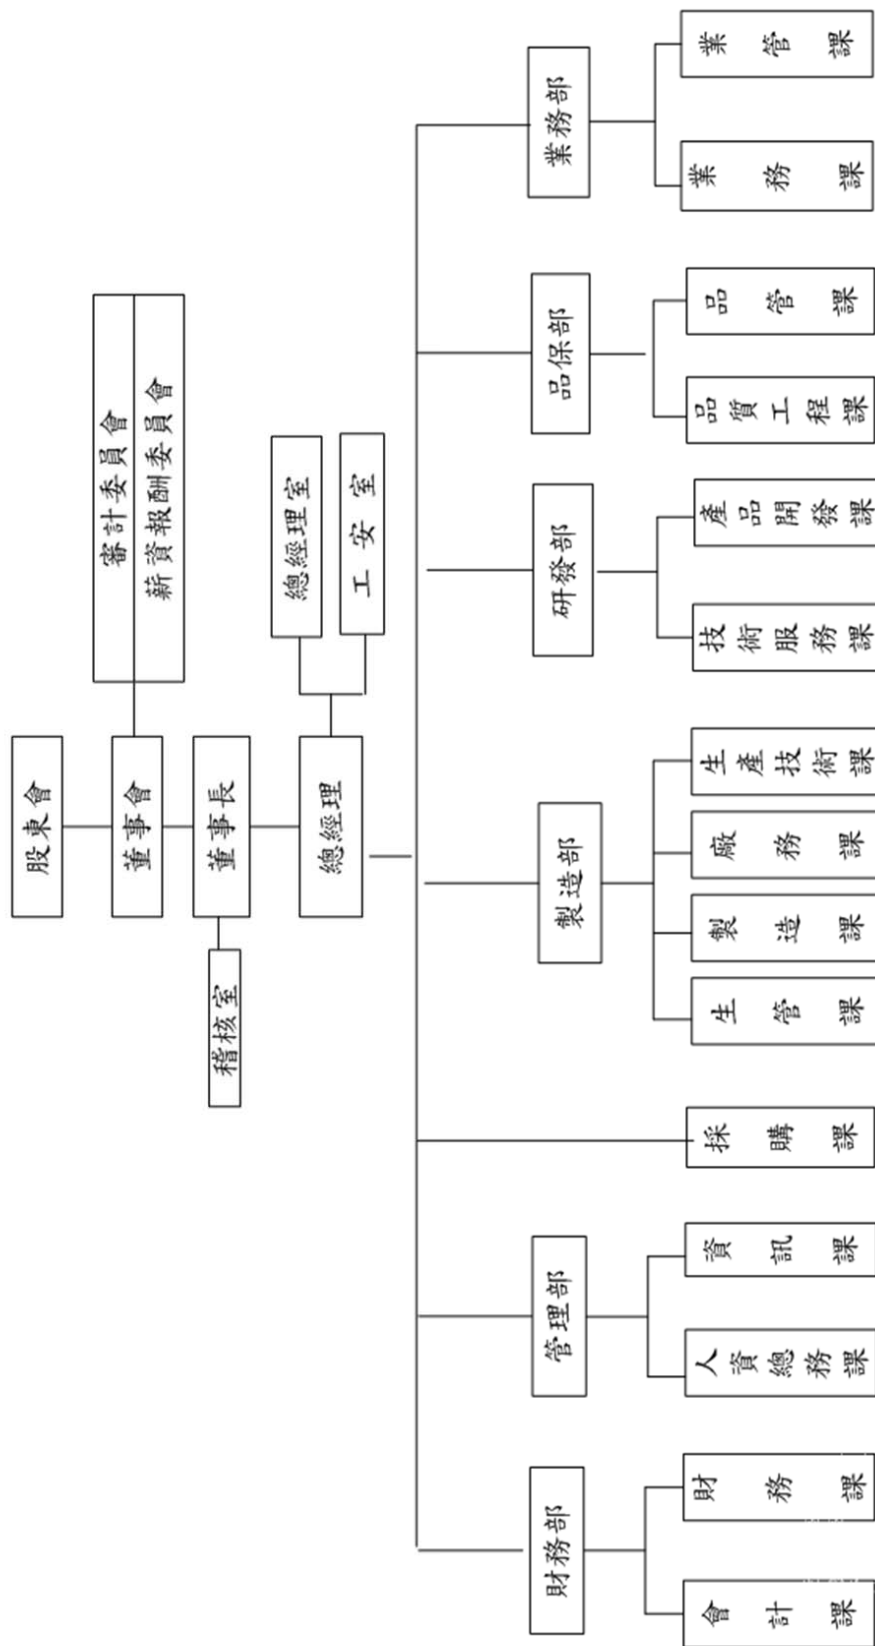 股東會
董事會
審計委員會
薪資報酬委員會
董事長
稽核室
總經理
總經理室
工安室
財務部
管理部
製造部
研發部
品保部
業務部
會計課
財務課
人資總務課
資訊課
採購課
生管課
製造課
廠務課
生產技術課
技術服務課
產品開發課
品質工程課
品管課
業務課
業管課